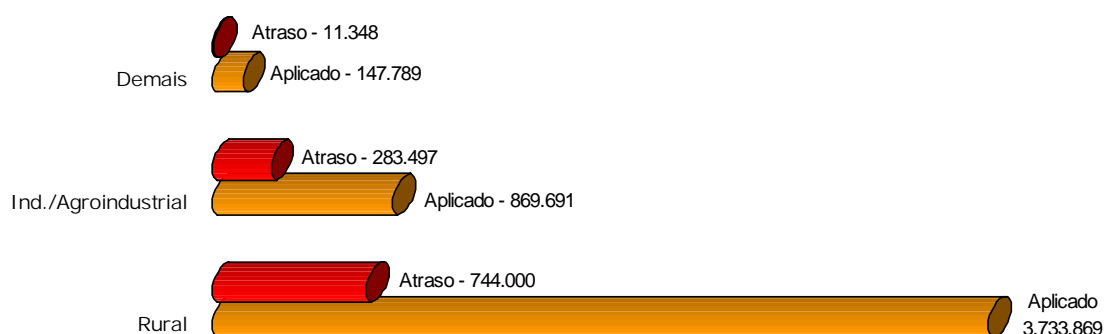 Atraso - 11.348
Demais
Aplicado - 147.789
Atraso - 283.497
Ind./Agroindustrial
Aplicado - 869.691
Atraso - 744.000
Rural
Aplicado
3.733.869